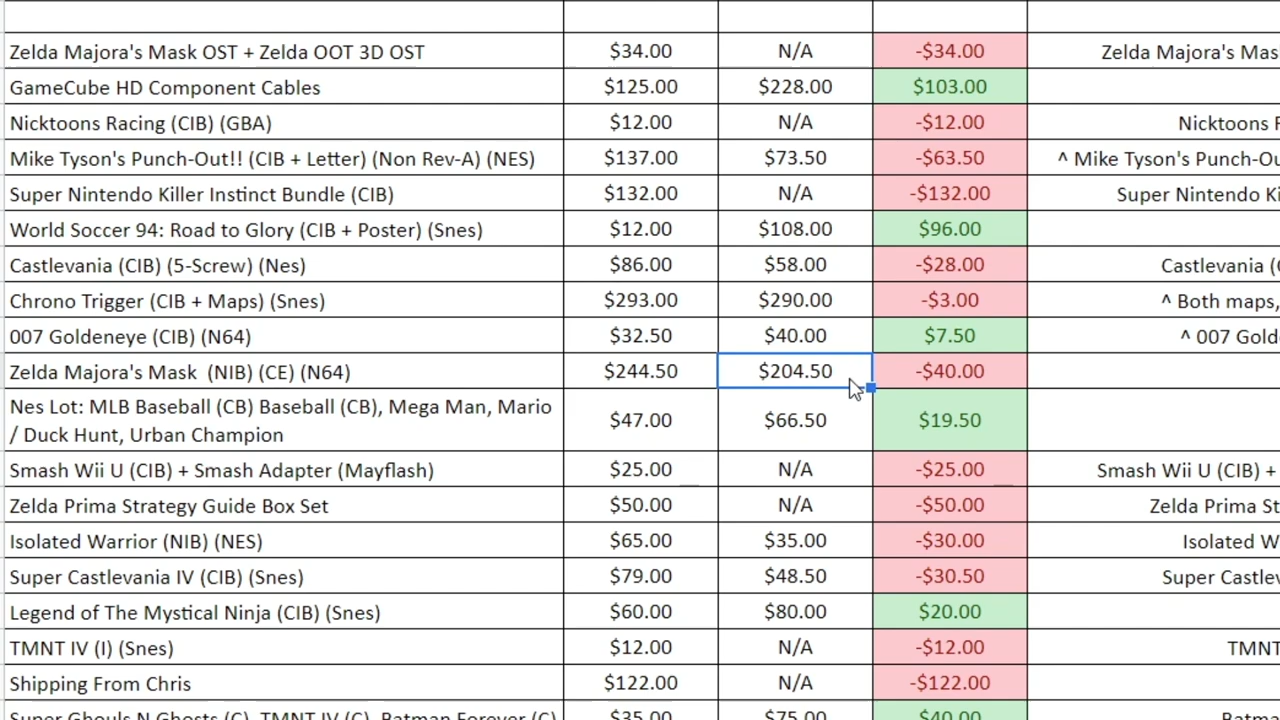 Zelda Majora's Mask OST + Zelda OOT 3D OST $34.00 N/A -$34.00 Zelda Majora's Mas
GameCube HD Component Cables $125.00 $228.00 $103.00
Nicktoons Racing (CIB) (GBA) $12.00 N/A -$12.00 Nicktoons
Mike Tyson's Punch-Out!! (CIB + Letter) (Non Rev-A) (NES) $137.00 $73.50 -$63.50 ^ Mike Tyson's Punch-Ou
Super Nintendo Killer Instinct Bundle (CIB) $132.00 N/A -$132.00 Super Nintendo Ki
World Soccer 94: Road to Glory (CIB + Poster) (Snes) $12.00 $108.00 $96.00
Castlevania (CIB) (5-Screw) (Nes) $86.00 $58.00 -$28.00 Castlevania (
Chrono Trigger (CIB + Maps) (Snes) $293.00 $290.00 -$3.00 ^ Both maps,
007 Goldeneye (CIB) (N64) $32.50 $40.00 $7.50 ^ 007 Golde
Zelda Majora's Mask (NIB) (CE) (N64) $244.50 $204.50 -$40.00
Nes Lot: MLB Baseball (CB) Baseball (CB), Mega Man, Mario
/ Duck Hunt, Urban Champion $47.00 $66.50 $19.50
Smash Wii U (CIB) + Smash Adapter (Mayflash) $25.00 N/A -$25.00 Smash Wii U (CIB) +
Zelda Prima Strategy Guide Box Set $50.00 N/A -$50.00 Zelda Prima St
Isolated Warrior (NIB) (NES) $65.00 $35.00 -$30.00 Isolated W
Super Castlevania IV (CIB) (Snes) $79.00 $48.50 -$30.50 Super Castlev
Legend of The Mystical Ninja (CIB) (Snes) $60.00 $80.00 $20.00
TMNT IV (I) (Snes) $12.00 N/A -$12.00 TMNT
Shipping From Chris $122.00 N/A -$122.00
Super Ghouls N Ghosts (C), TMNT IV (C), Batman Forever (C) $35.00 $75.00 $40.00 Batma